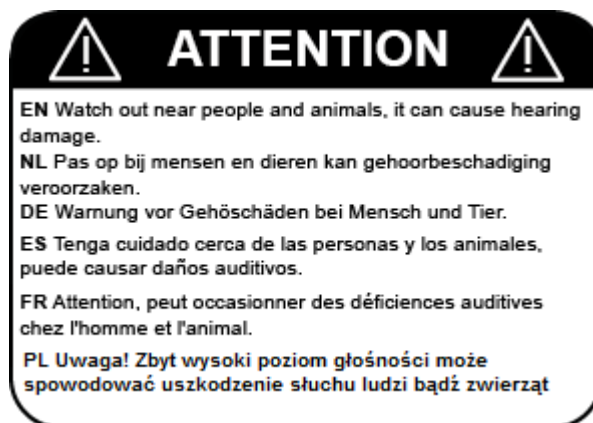 ATTENTION
EN Watch out near people and animals, it can cause hearing
damage.
NL Pas op bij mensen en dieren kan gehoorbeschadiging
veroorzaken.
DE Warnung vor Gehöschäden bei Mensch und Tier.
ES Tenga cuidado cerca de las personas y los animales,
puede causar daños auditivos.
FR Attention, peut occasionner des déficiences auditives
chez l'homme et l'animal.
PL Uwaga! Zbyt wysoki poziom głośności może
spowodować uszkodzenie słuchu ludzi bądź zwierząt